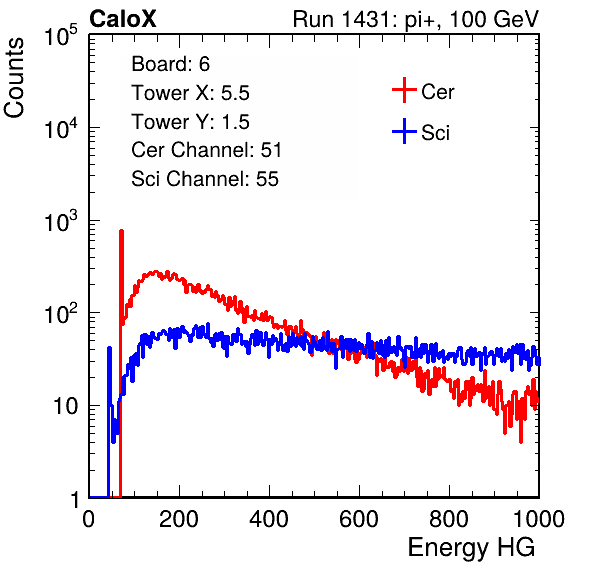 CaloX Run 1431: pi+, 100 GeV
Counts
Board: 6
Tower X: 5.5
Tower Y: 1.5
Cer Channel: 51
Sci Channel: 55
Cer
Sci
10^5
10^4
10^3
10^2
10
1
0 200 400 600 800 1000
Energy HG